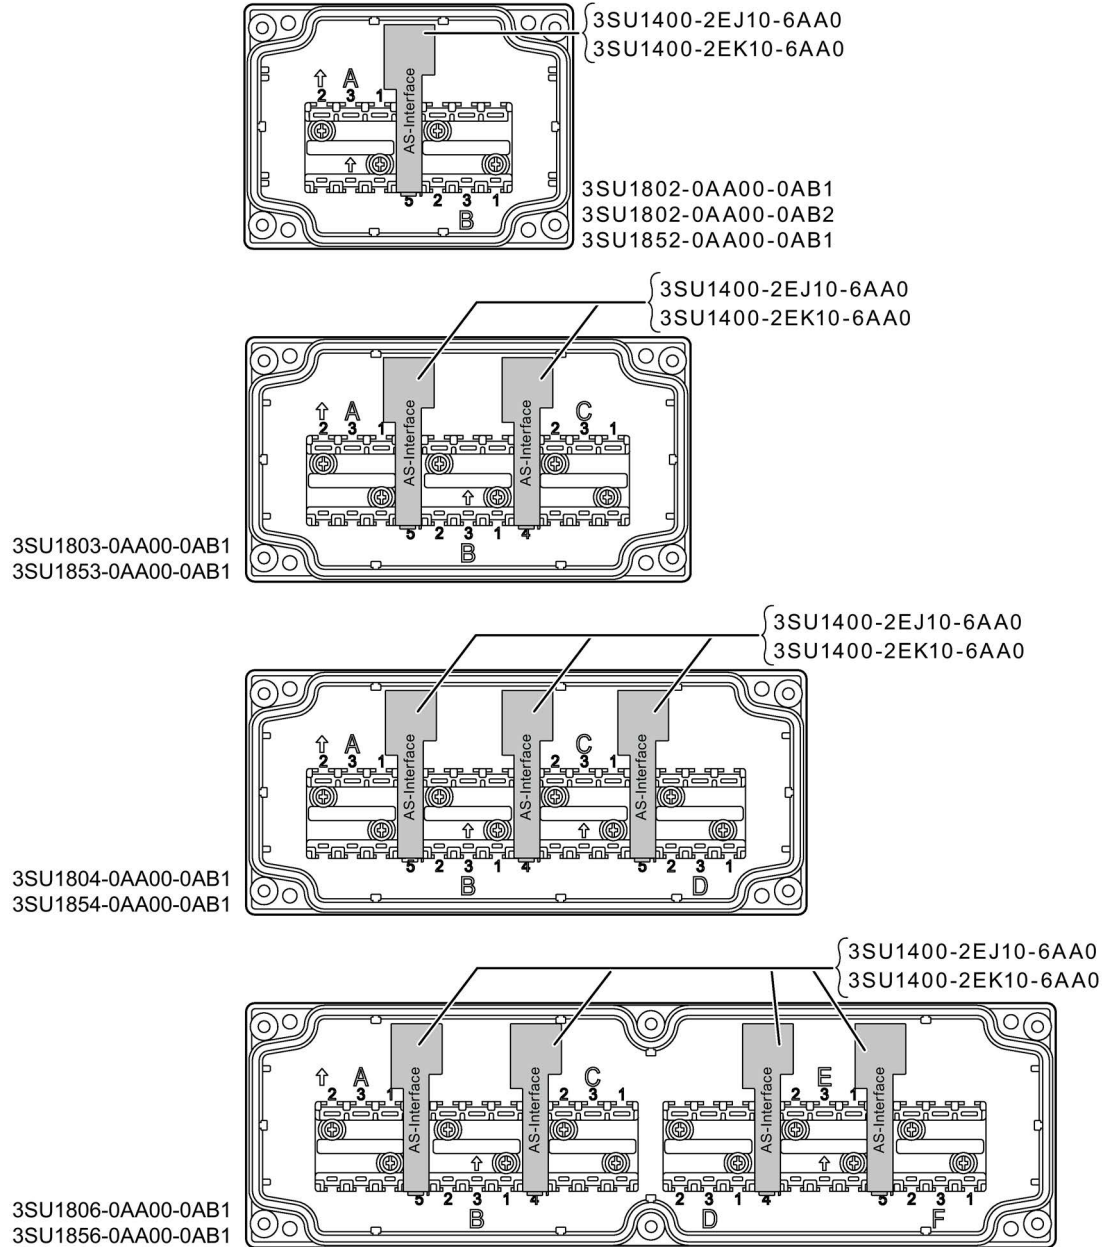 3SU1400-2EJ10-6AA0
3SU1400-2EK10-6AA0
A
2 3 1
AS-Interface
5 2 3 1
B
3SU1802-0AA00-0AB1
3SU1802-0AA00-0AB2
3SU1852-0AA00-0AB1
3SU1400-2EJ10-6AA0
3SU1400-2EK10-6AA0
A C
2 3 1 2 3 1
AS-Interface AS-Interface
5 2 3 1 4
B
3SU1803-0AA00-0AB1
3SU1853-0AA00-0AB1
3SU1400-2EJ10-6AA0
3SU1400-2EK10-6AA0
A C
2 3 1 2 3 1
AS-Interface AS-Interface AS-Interface
5 2 3 1 4 5 2 3 1
B D
3SU1804-0AA00-0AB1
3SU1854-0AA00-0AB1
3SU1400-2EJ10-6AA0
3SU1400-2EK10-6AA0
A C E
2 3 1 2 3 1 2 3 1
AS-Interface AS-Interface AS-Interface AS-Interface
5 2 3 1 4 2 3 1 4 5 2 3 1
B D F
3SU1806-0AA00-0AB1
3SU1856-0AA00-0AB1